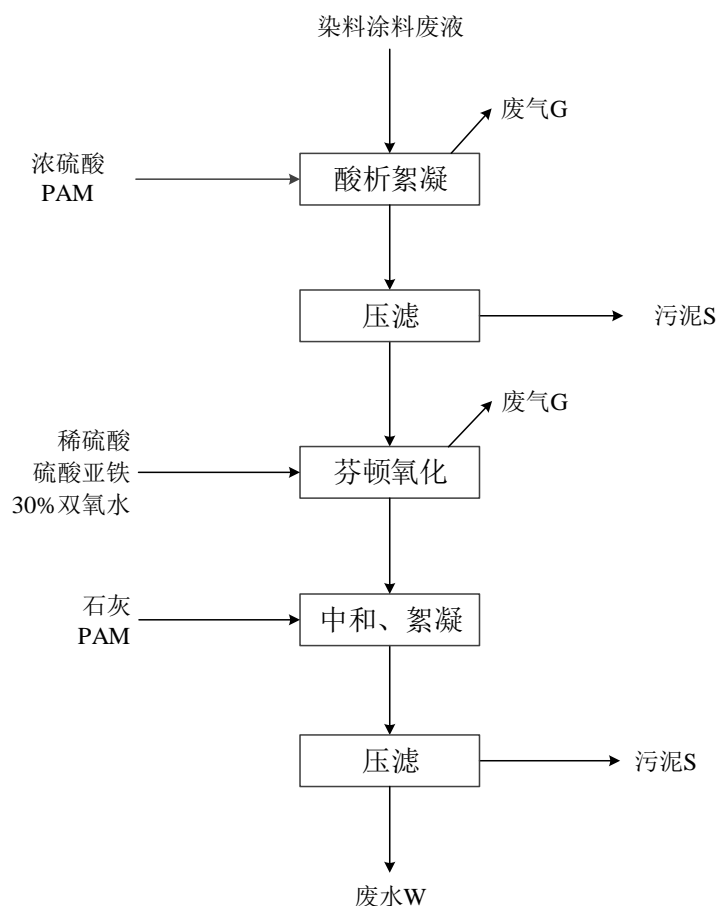 染料涂料废液
废气G
浓硫酸
PAM
酸析絮凝
压滤
污泥S
废气G
稀硫酸
硫酸亚铁
30%双氧水
芬顿氧化
石灰
PAM
中和、絮凝
压滤
污泥S
废水W